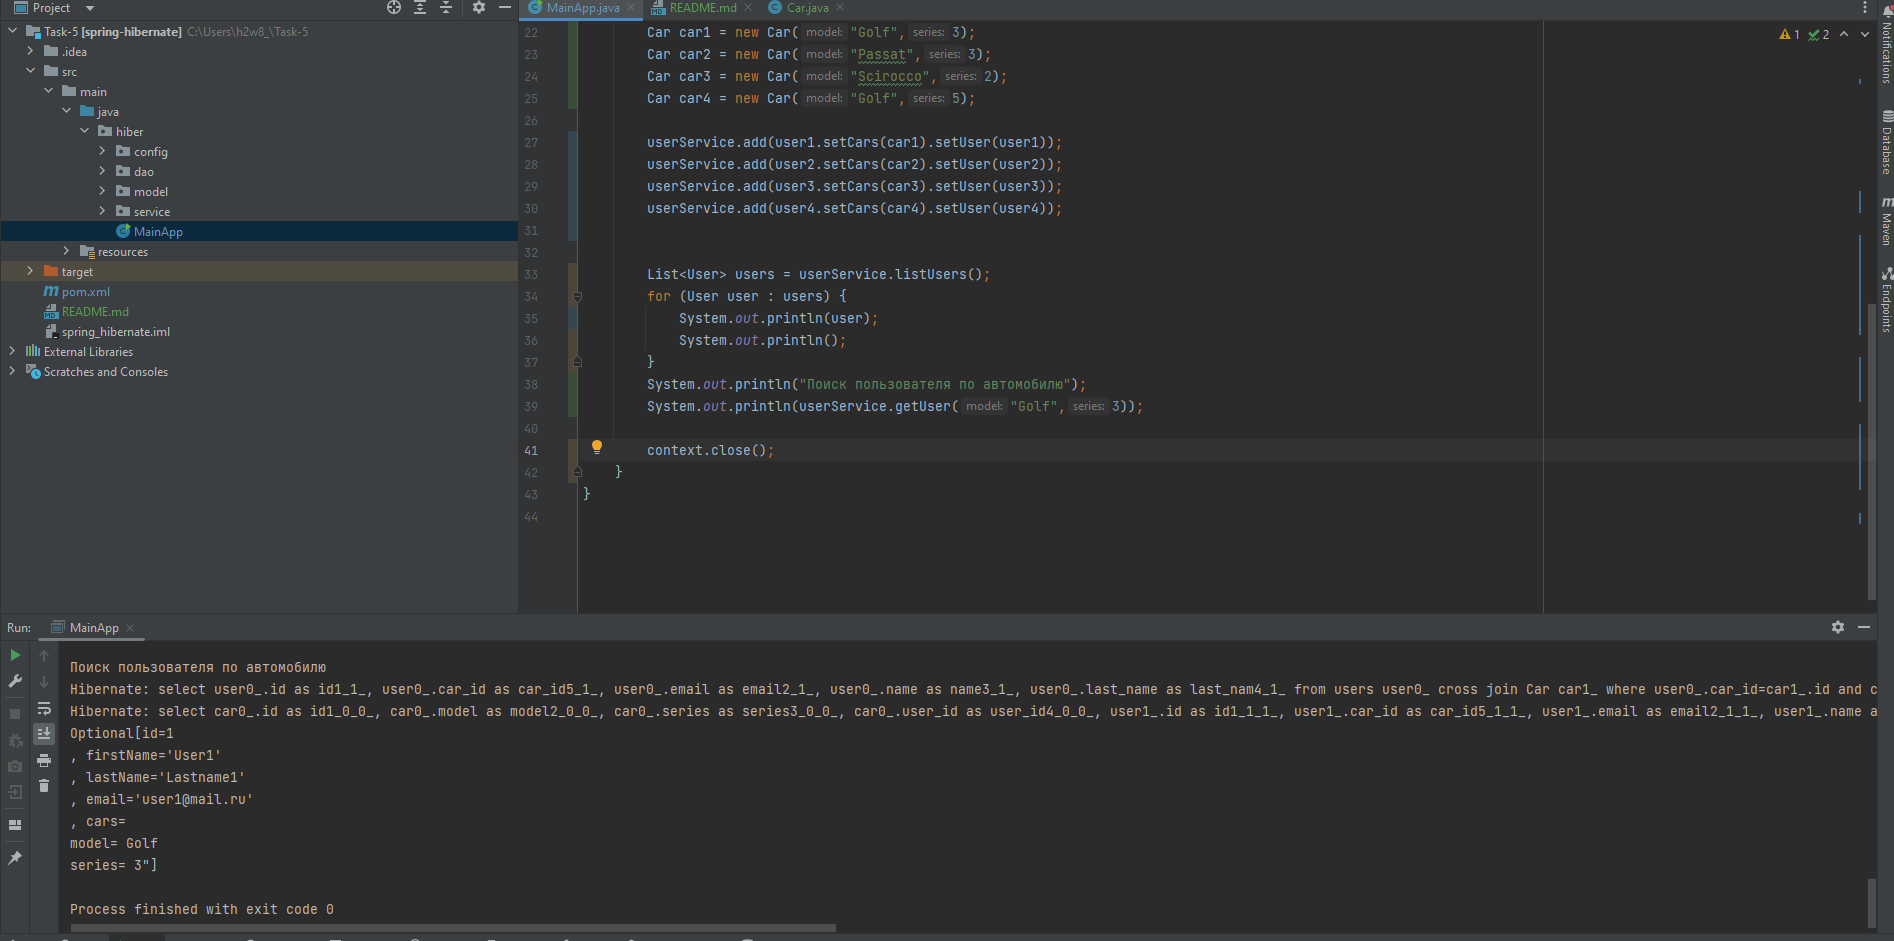 Project
Task-5 [spring-hibernate] C:\Users\h2w8_\Task-5
.idea
src
main
java
hiber
config
dao
model
service
MainApp
resources
target
pom.xml
README.md
spring_hibernate.iml
External Libraries
Scratches and Consoles
MainApp.java
README.md
Car.java
1 2
22 Car car1 = new Car( model: "Golf", series: 3);
23 Car car2 = new Car( model: "Passat", series: 3);
24 Car car3 = new Car( model: "Scirocco", series: 2);
25 Car car4 = new Car( model: "Golf", series: 5);
26
27 userService.add(user1.setCars(car1).setUser(user1));
28 userService.add(user2.setCars(car2).setUser(user2));
29 userService.add(user3.setCars(car3).setUser(user3));
30 userService.add(user4.setCars(car4).setUser(user4));
31
32
33 List<User> users = userService.listUsers();
34 for (User user : users) {
35 System.out.println(user);
36 System.out.println();
37 }
38 System.out.println("Поиск пользователя по автомобилю");
39 System.out.println(userService.getUser( model: "Golf", series: 3));
40
41 context.close();
42 }
43 }
44
Notifications
Database
Maven
Endpoints
Run: MainApp
Поиск пользователя по автомобилю
Hibernate: select user0_.id as id1_1_, user0_.car_id as car_id5_1_, user0_.email as email2_1_, user0_.name as name3_1_, user0_.last_name as last_nam4_1_ from users user0_ cross join Car car1_ where user0_.car_id=car1_.id and c
Hibernate: select car0_.id as id1_0_0_, car0_.model as model2_0_0_, car0_.series as series3_0_0_, car0_.user_id as user_id4_0_0_, user1_.id as id1_1_1_, user1_.car_id as car_id5_1_1_, user1_.email as email2_1_1_, user1_.name a
Optional[id=1
, firstName='User1'
, lastName='Lastname1'
, email='user1@mail.ru'
, cars=
model= Golf
series= 3"]
Process finished with exit code 0